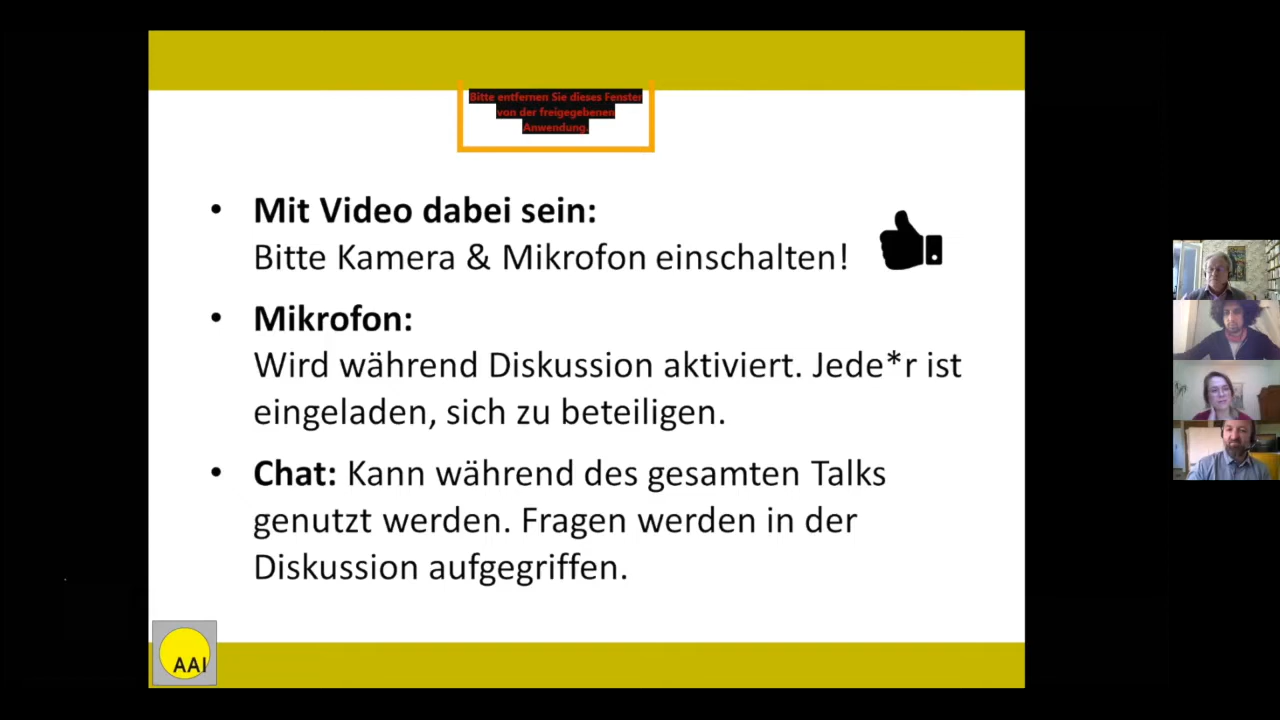 Bitte entfernen Sie dieses Fenster
von der freigegebenen
Anwendung.
• Mit Video dabei sein:
Bitte Kamera & Mikrofon einschalten!
• Mikrofon:
Wird während Diskussion aktiviert. Jede*r ist
eingeladen, sich zu beteiligen.
• Chat: Kann während des gesamten Talks
genutzt werden. Fragen werden in der
Diskussion aufgegriffen.
AAI